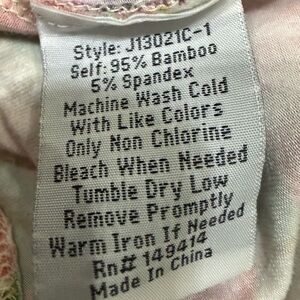 Style: J13021C-1
Self: 95% Bamboo
5% Spandex
Machine Wash Cold
With Like Colors
Only Non Chlorine
Bleach When Needed
Tumble Dry Low
Remove Promptly
Warm Iron If Needed
Rn# 149414
Made In China